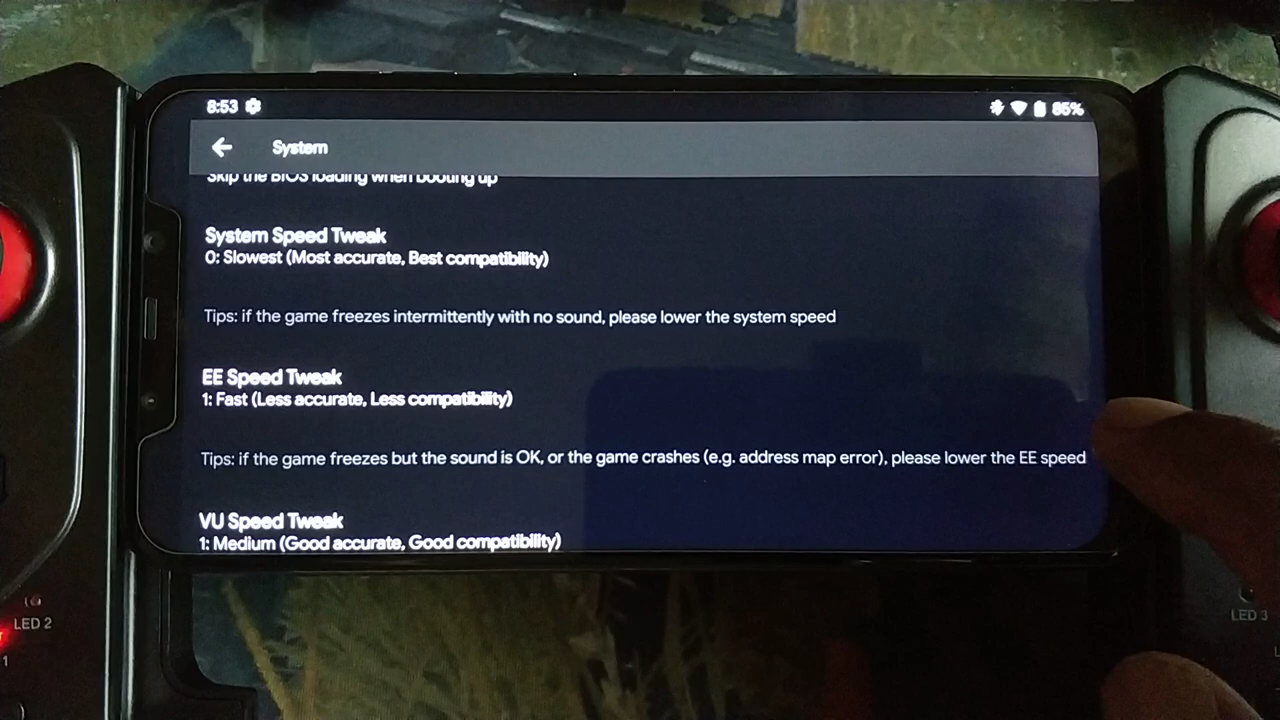 8:53
85%
System
Skip the BIOS loading when booting up
System Speed Tweak
0: Slowest (Most accurate, Best compatibility)
Tips: if the game freezes intermittently with no sound, please lower the system speed
EE Speed Tweak
1: Fast (Less accurate, Less compatibility)
Tips: if the game freezes but the sound is OK, or the game crashes (e.g. address map error), please lower the EE speed
VU Speed Tweak
1: Medium (Good accurate, Good compatibility)
LED 2
LED 3
1